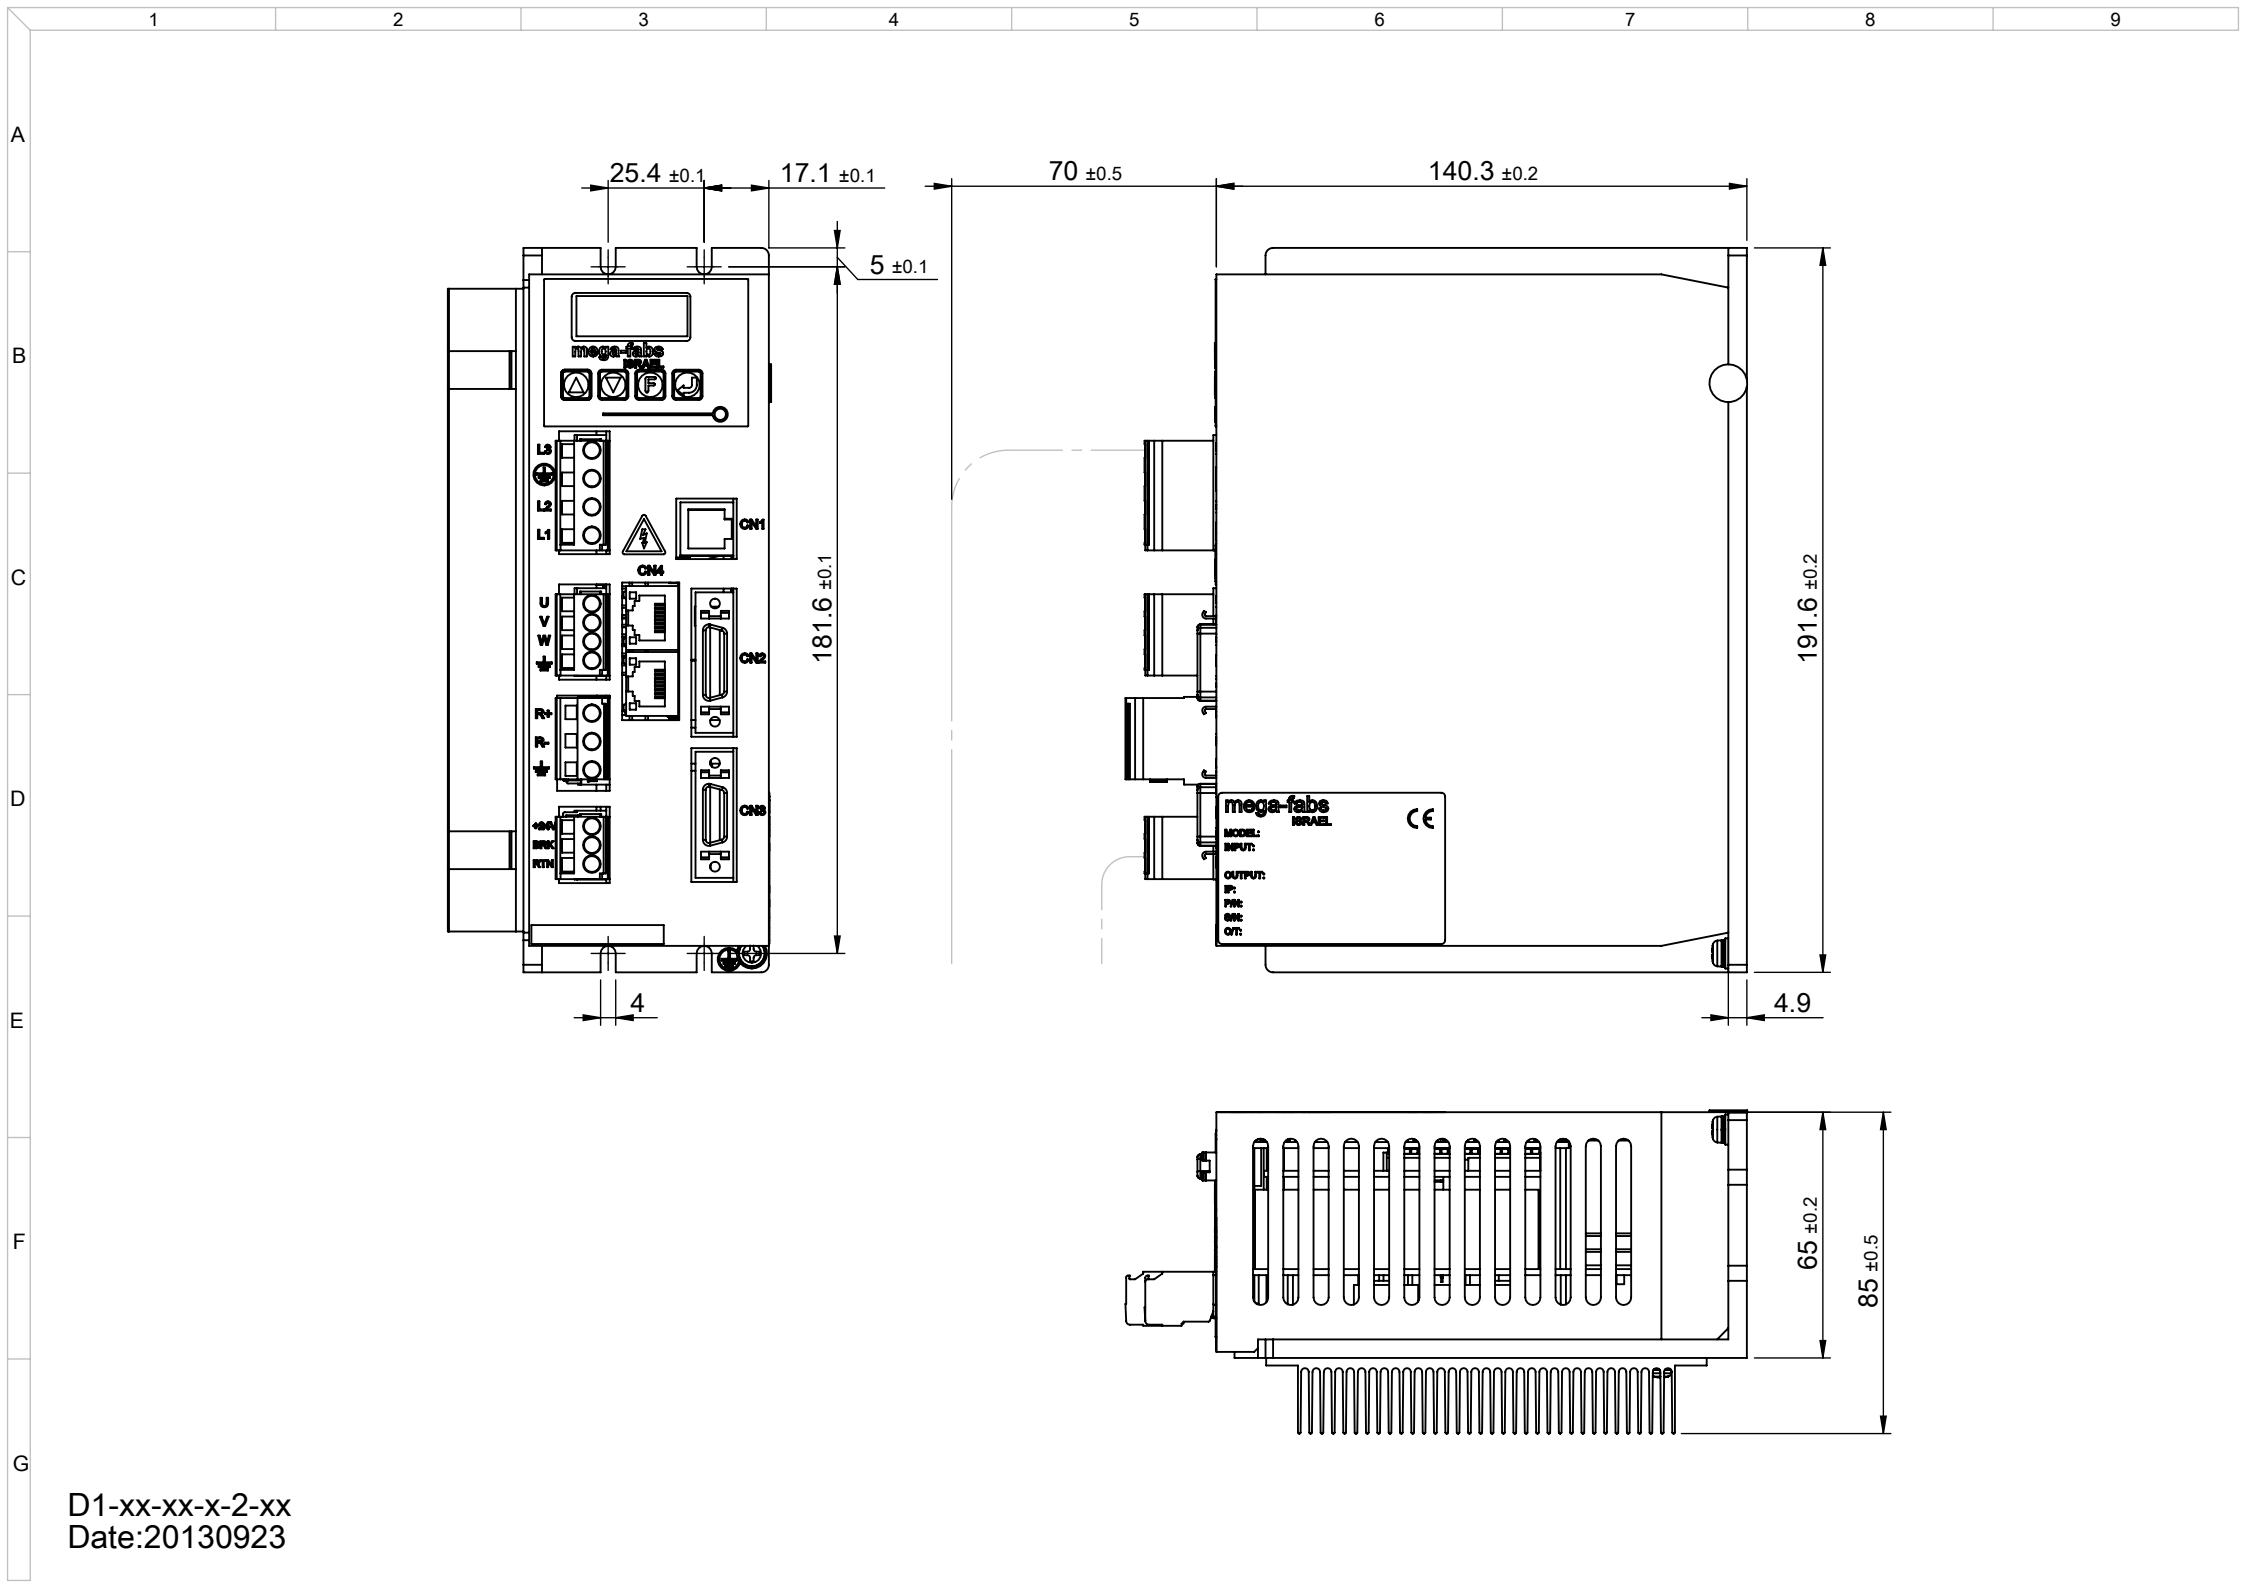 1 2 3 4 5 6 7 8 9
A
B
C
D
E
F
G
25.4 ±0.1
17.1 ±0.1
5 ±0.1
181.6 ±0.1
4
mega-fabs
ISRAEL
F
L3
L2
L1
CN1
CN4
U
V
W
CN2
R+
R-
CN3
+24V
BRK
RTN
70 ±0.5
140.3 ±0.2
191.6 ±0.2
4.9
mega-fabs
ISRAEL
CE
MODEL:
INPUT:
OUTPUT:
IP:
P/N:
S/N:
O/T:
65 ±0.2
85 ±0.5
D1-xx-xx-x-2-xx
Date:20130923